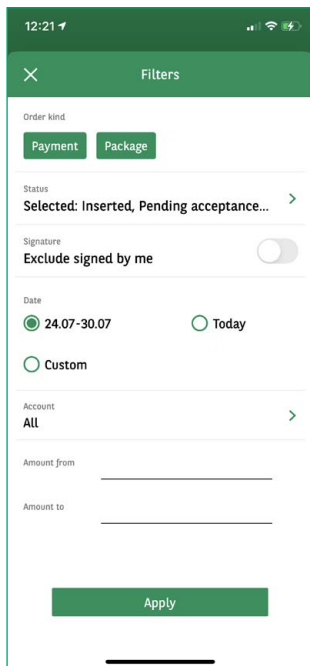 12:21
Filters
Order kind
Payment Package
Status
Selected: Inserted, Pending acceptance...
Signature
Exclude signed by me
Date
24.07-30.07 Today
Custom
Account
All
Amount from
Amount to
Apply